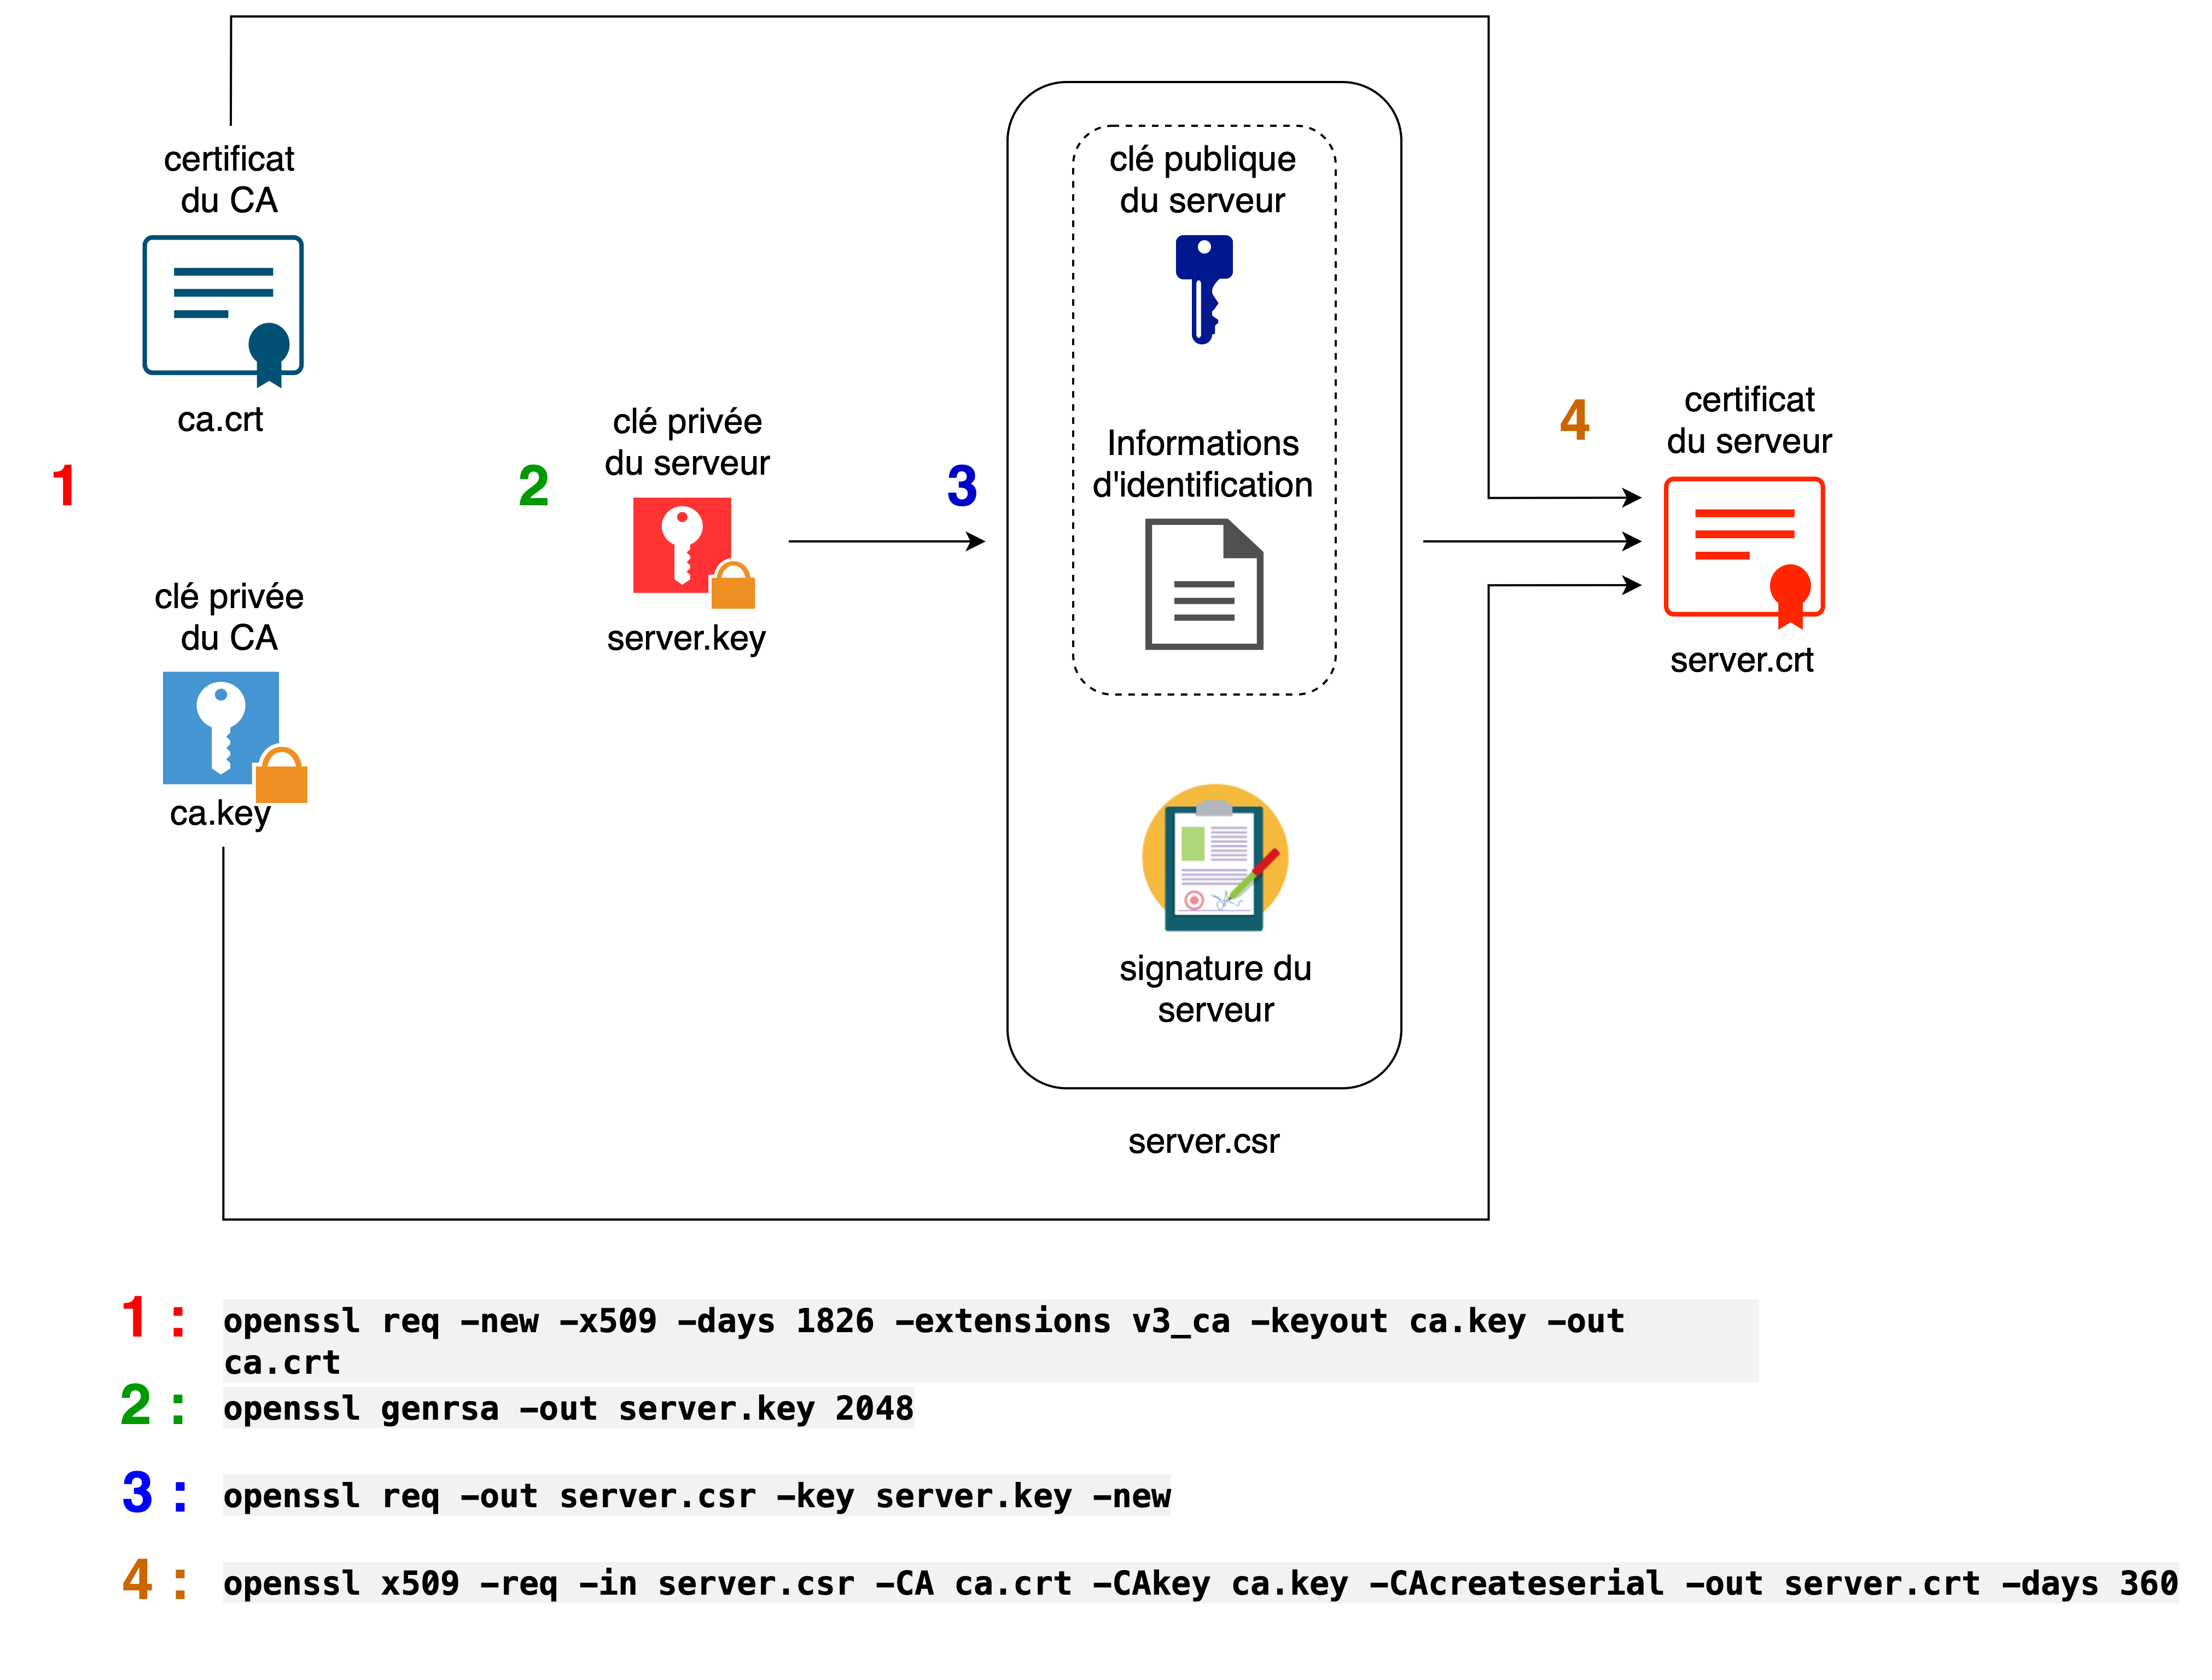 certificat
du CA
ca.crt
1
clé privée
du CA
ca.key
2
clé privée
du serveur
server.key
3
clé publique
du serveur
Informations
d'identification
signature du
serveur
server.csr
4
certificat
du serveur
server.crt
1 : openssl req -new -x509 -days 1826 -extensions v3_ca -keyout ca.key -out
ca.crt
2 : openssl genrsa -out server.key 2048
3 : openssl req -out server.csr -key server.key -new
4 : openssl x509 -req -in server.csr -CA ca.crt -CAkey ca.key -CAcreateserial -out server.crt -days 360